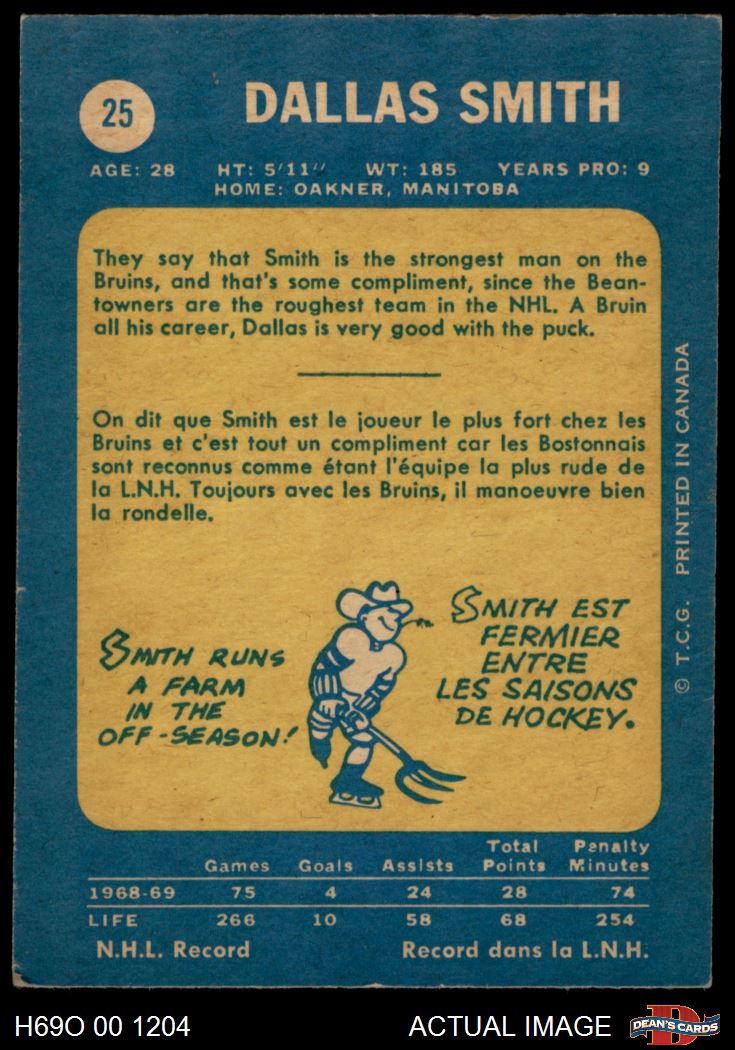 25
DALLAS SMITH
AGE: 28 HT: 5'11" WT: 185 YEARS PRO: 9
HOME: OAKNER, MANITOBA
They say that Smith is the strongest man on the
Bruins, and that's some compliment, since the Bean-
towners are the roughest team in the NHL. A Bruin
all his career, Dallas is very good with the puck.
On dit que Smith est le joueur le plus fort chez les
Bruins et c'est tout un compliment car les Bostonnais
sont reconnus comme étant l'équipe la plus rude de
la L.N.H. Toujours avec les Bruins, il manoeuvre bien
la rondelle.
SMITH RUNS
A FARM
IN THE
OFF-SEASON!
SMITH EST
FERMIER
ENTRE
LES SAISONS
DE HOCKEY.
© T.C.G. PRINTED IN CANADA
Total Penalty
Games Goals Assists Points Minutes
1968-69 75 4 24 28 74
LIFE 266 10 58 68 254
N.H.L. Record Record dans la L.N.H.
H69O 00 1204 ACTUAL IMAGE
D
DEAN'S CARDS